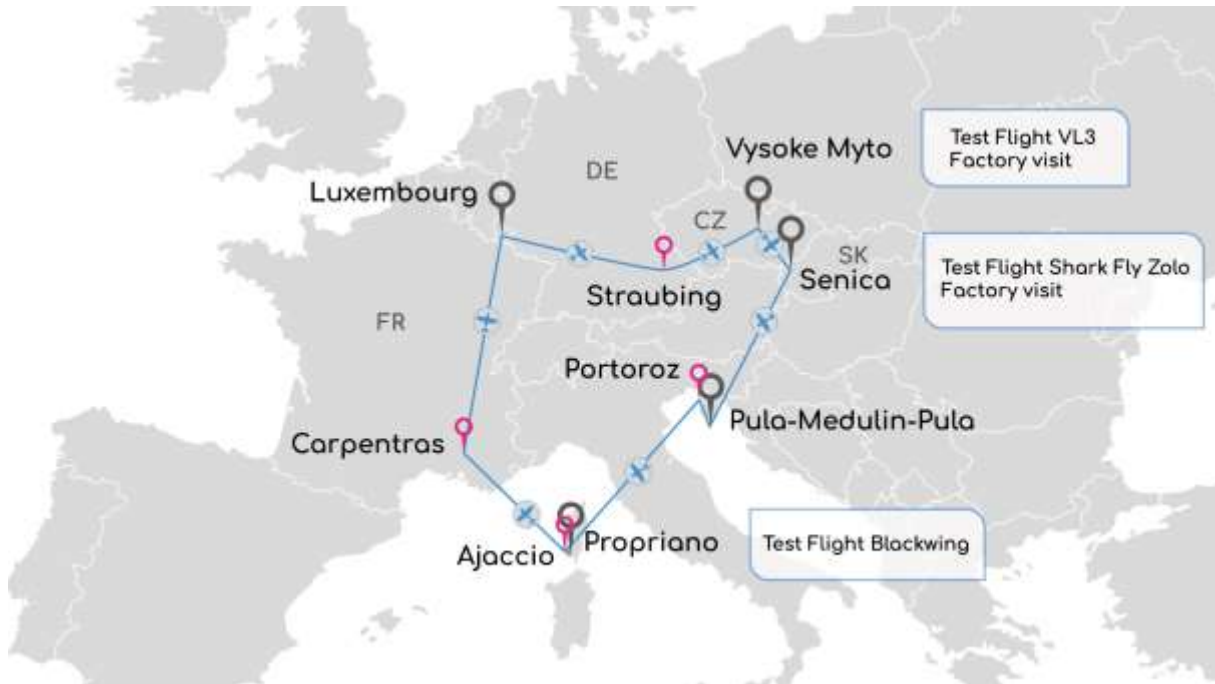 Test Flight VL3
Factory visit
Vysoke Myto
DE
Luxembourg
CZ
SK
Test Flight Shark Fly Zolo
Factory visit
Senica
Straubing
FR
Portoroz
Pula-Medulin-Pula
Carpentras
Propriano
Ajaccio
Test Flight Blackwing